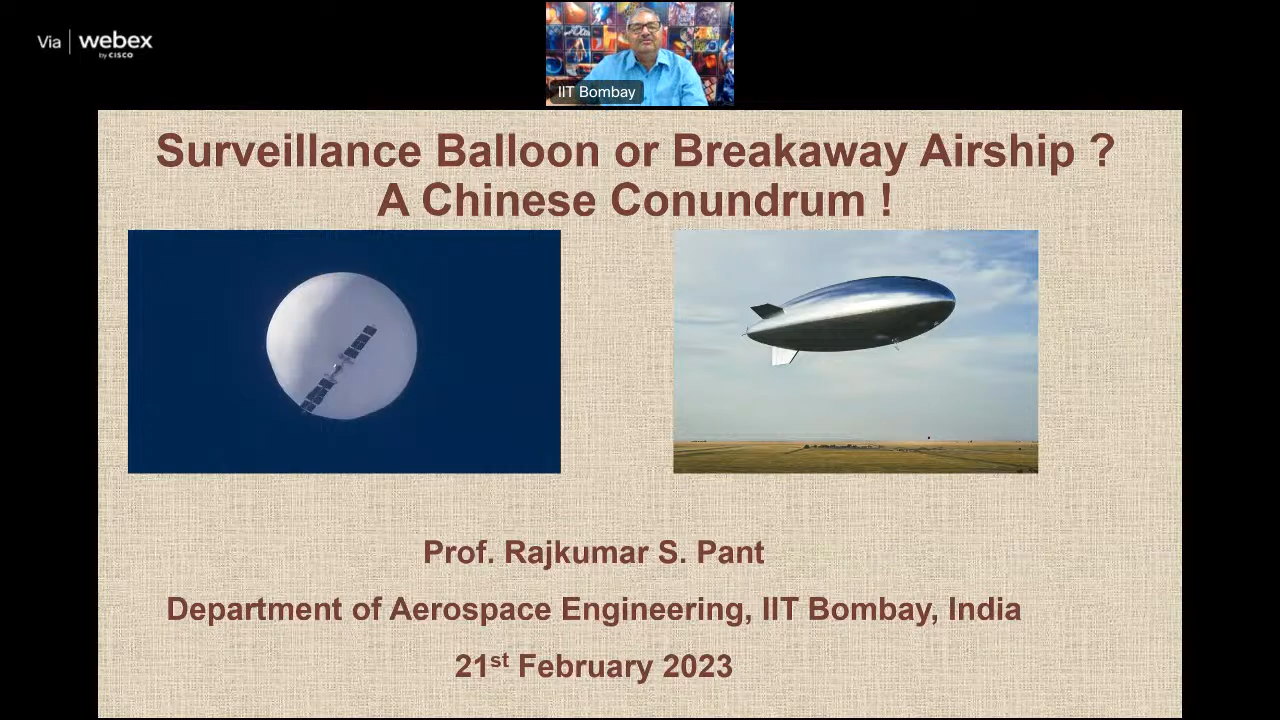 Via webex
by CISCO
IIT Bombay
Surveillance Balloon or Breakaway Airship ?
A Chinese Conundrum !
Prof. Rajkumar S. Pant
Department of Aerospace Engineering, IIT Bombay, India
21st February 2023